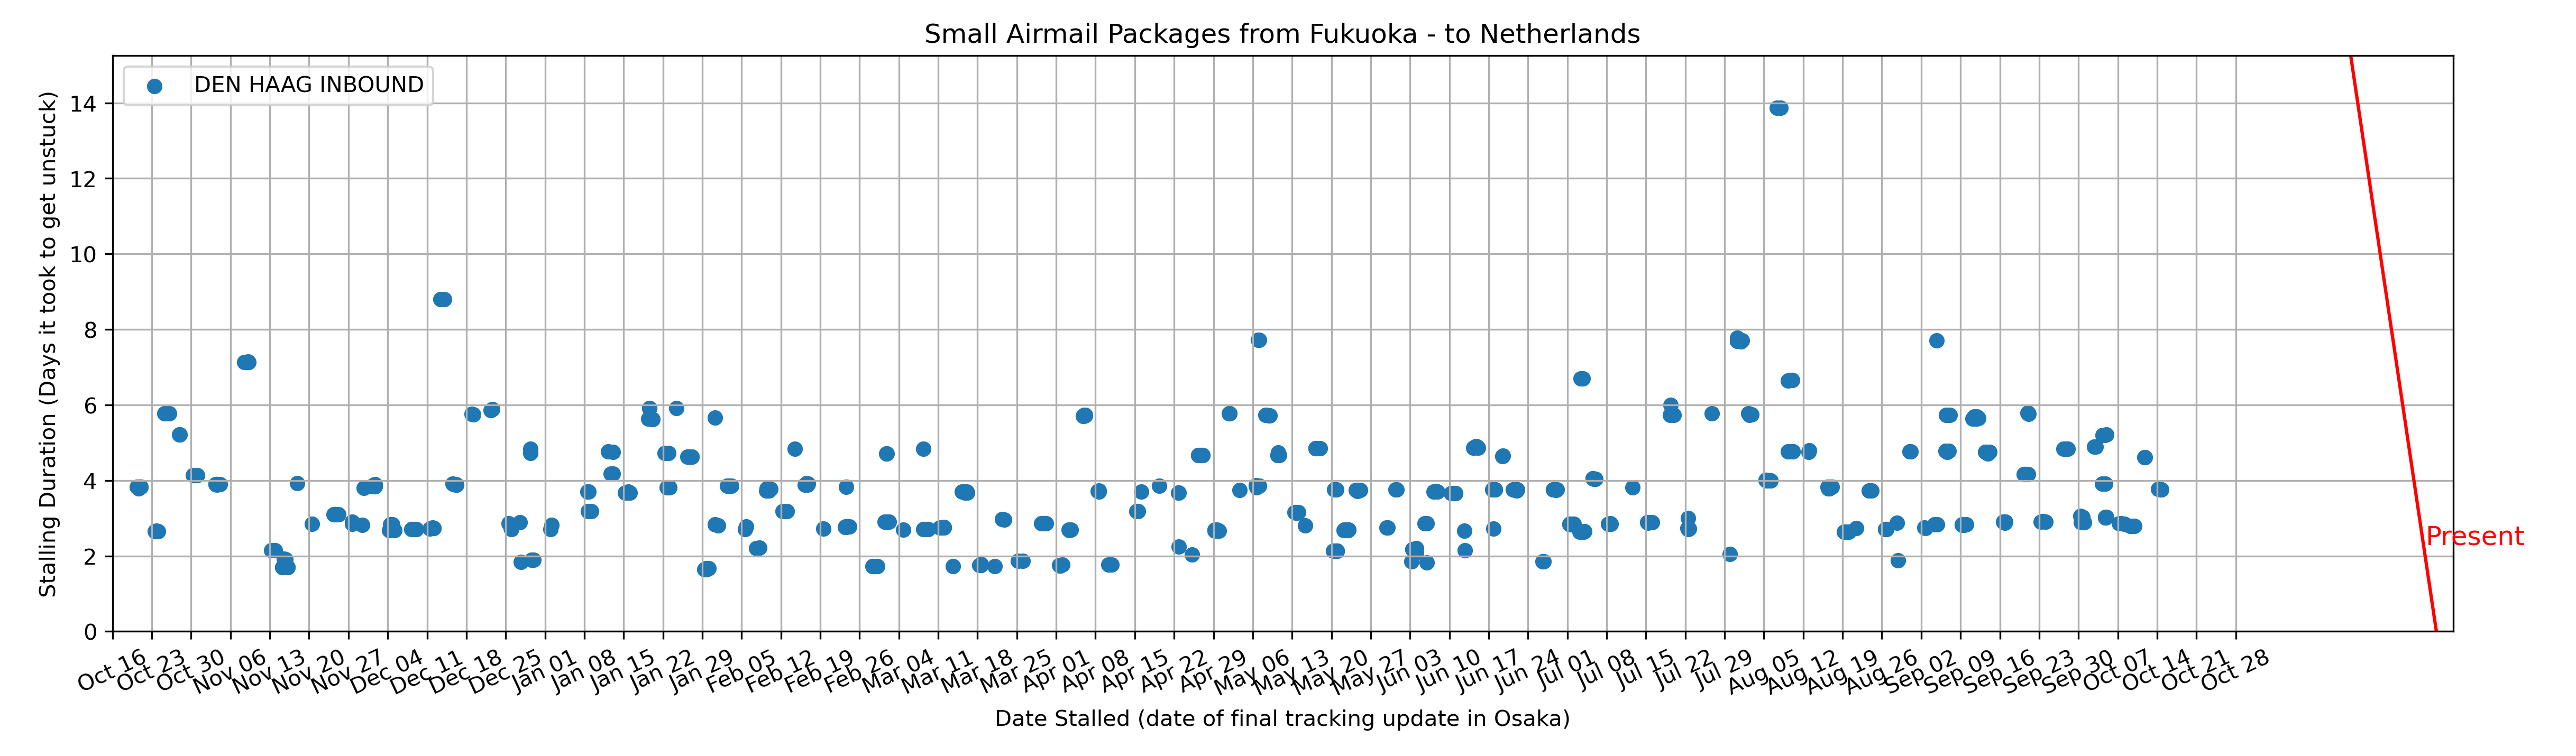 Small Airmail Packages from Fukuoka - to Netherlands
DEN HAAG INBOUND
Stalling Duration (Days it took to get unstuck)
14
12
10
8
6
4
2
0
Present
Oct 16
Oct 23
Oct 30
Nov 06
Nov 13
Nov 20
Nov 27
Dec 04
Dec 11
Dec 18
Dec 25
Jan 01
Jan 08
Jan 15
Jan 22
Jan 29
Feb 05
Feb 12
Feb 19
Feb 26
Mar 04
Mar 11
Mar 18
Mar 25
Apr 01
Apr 08
Apr 15
Apr 22
Apr 29
May 06
May 13
May 20
May 27
Jun 03
Jun 10
Jun 17
Jun 24
Jul 01
Jul 08
Jul 15
Jul 22
Jul 29
Aug 05
Aug 12
Aug 19
Aug 26
Sep 02
Sep 09
Sep 16
Sep 23
Sep 30
Oct 07
Oct 14
Oct 21
Oct 28
Date Stalled (date of final tracking update in Osaka)